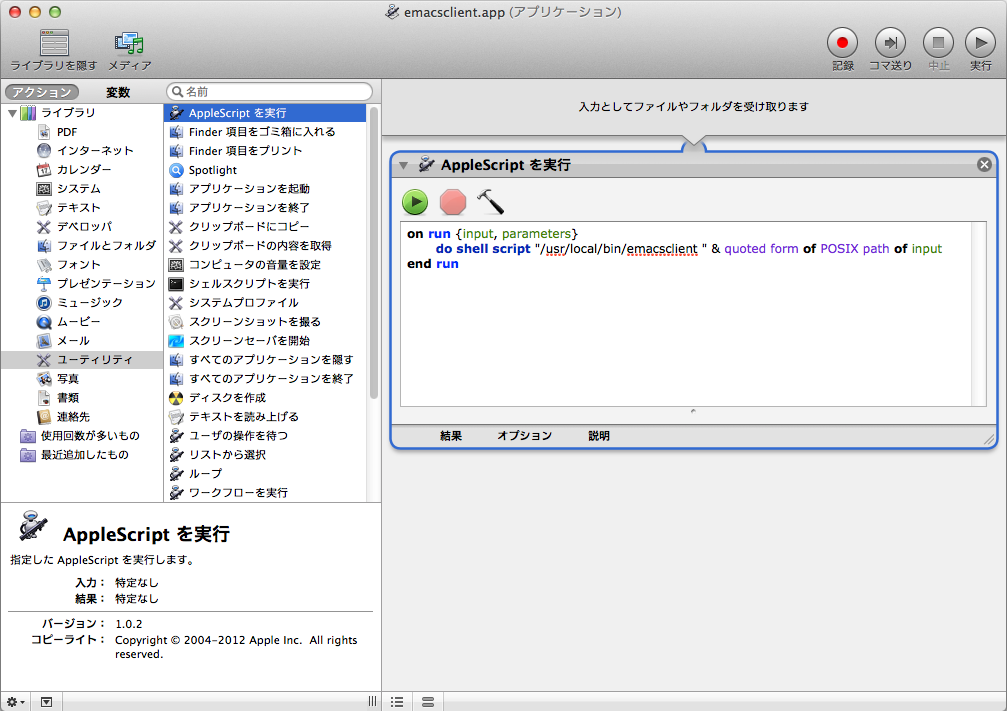 emacsclient.app (アプリケーション)
ライブラリを隠す
メディア
記録
コマ送り
中止
実行
アクション
変数
名前
ライブラリ
PDF
インターネット
カレンダー
システム
テキスト
デベロッパ
ファイルとフォルダ
フォント
プレゼンテーション
ミュージック
ムービー
メール
ユーティリティ
写真
書類
連絡先
使用回数が多いもの
最近追加したもの
AppleScript を実行
Finder 項目をゴミ箱に入れる
Finder 項目をプリント
Spotlight
アプリケーションを起動
アプリケーションを終了
クリップボードにコピー
クリップボードの内容を取得
コンピュータの音量を設定
シェルスクリプトを実行
システムプロファイル
スクリーンショットを撮る
スクリーンセーバを開始
すべてのアプリケーションを隠す
すべてのアプリケーションを終了
ディスクを作成
テキストを読み上げる
ユーザの操作を待つ
リストから選択
ループ
ワークフローを実行
AppleScript を実行
指定した AppleScript を実行します。
入力： 特定なし
結果： 特定なし
バージョン： 1.0.2
コピーライト： Copyright © 2004-2012 Apple Inc. All rights
reserved.
入力としてファイルやフォルダを受け取ります
AppleScript を実行
on run {input, parameters}
do shell script "/usr/local/bin/emacsclient " & quoted form of POSIX path of input
end run
結果
オプション
説明